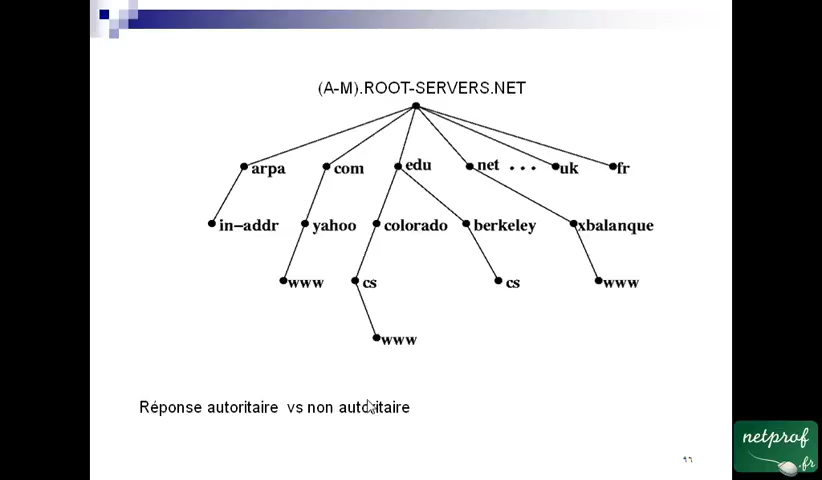 (A-M).ROOT-SERVERS.NET
arpa com edu net ... uk fr
in-addr yahoo colorado berkeley xbalanque
www cs cs www
www
Réponse autoritaire vs non autoritaire
netprof
.fr